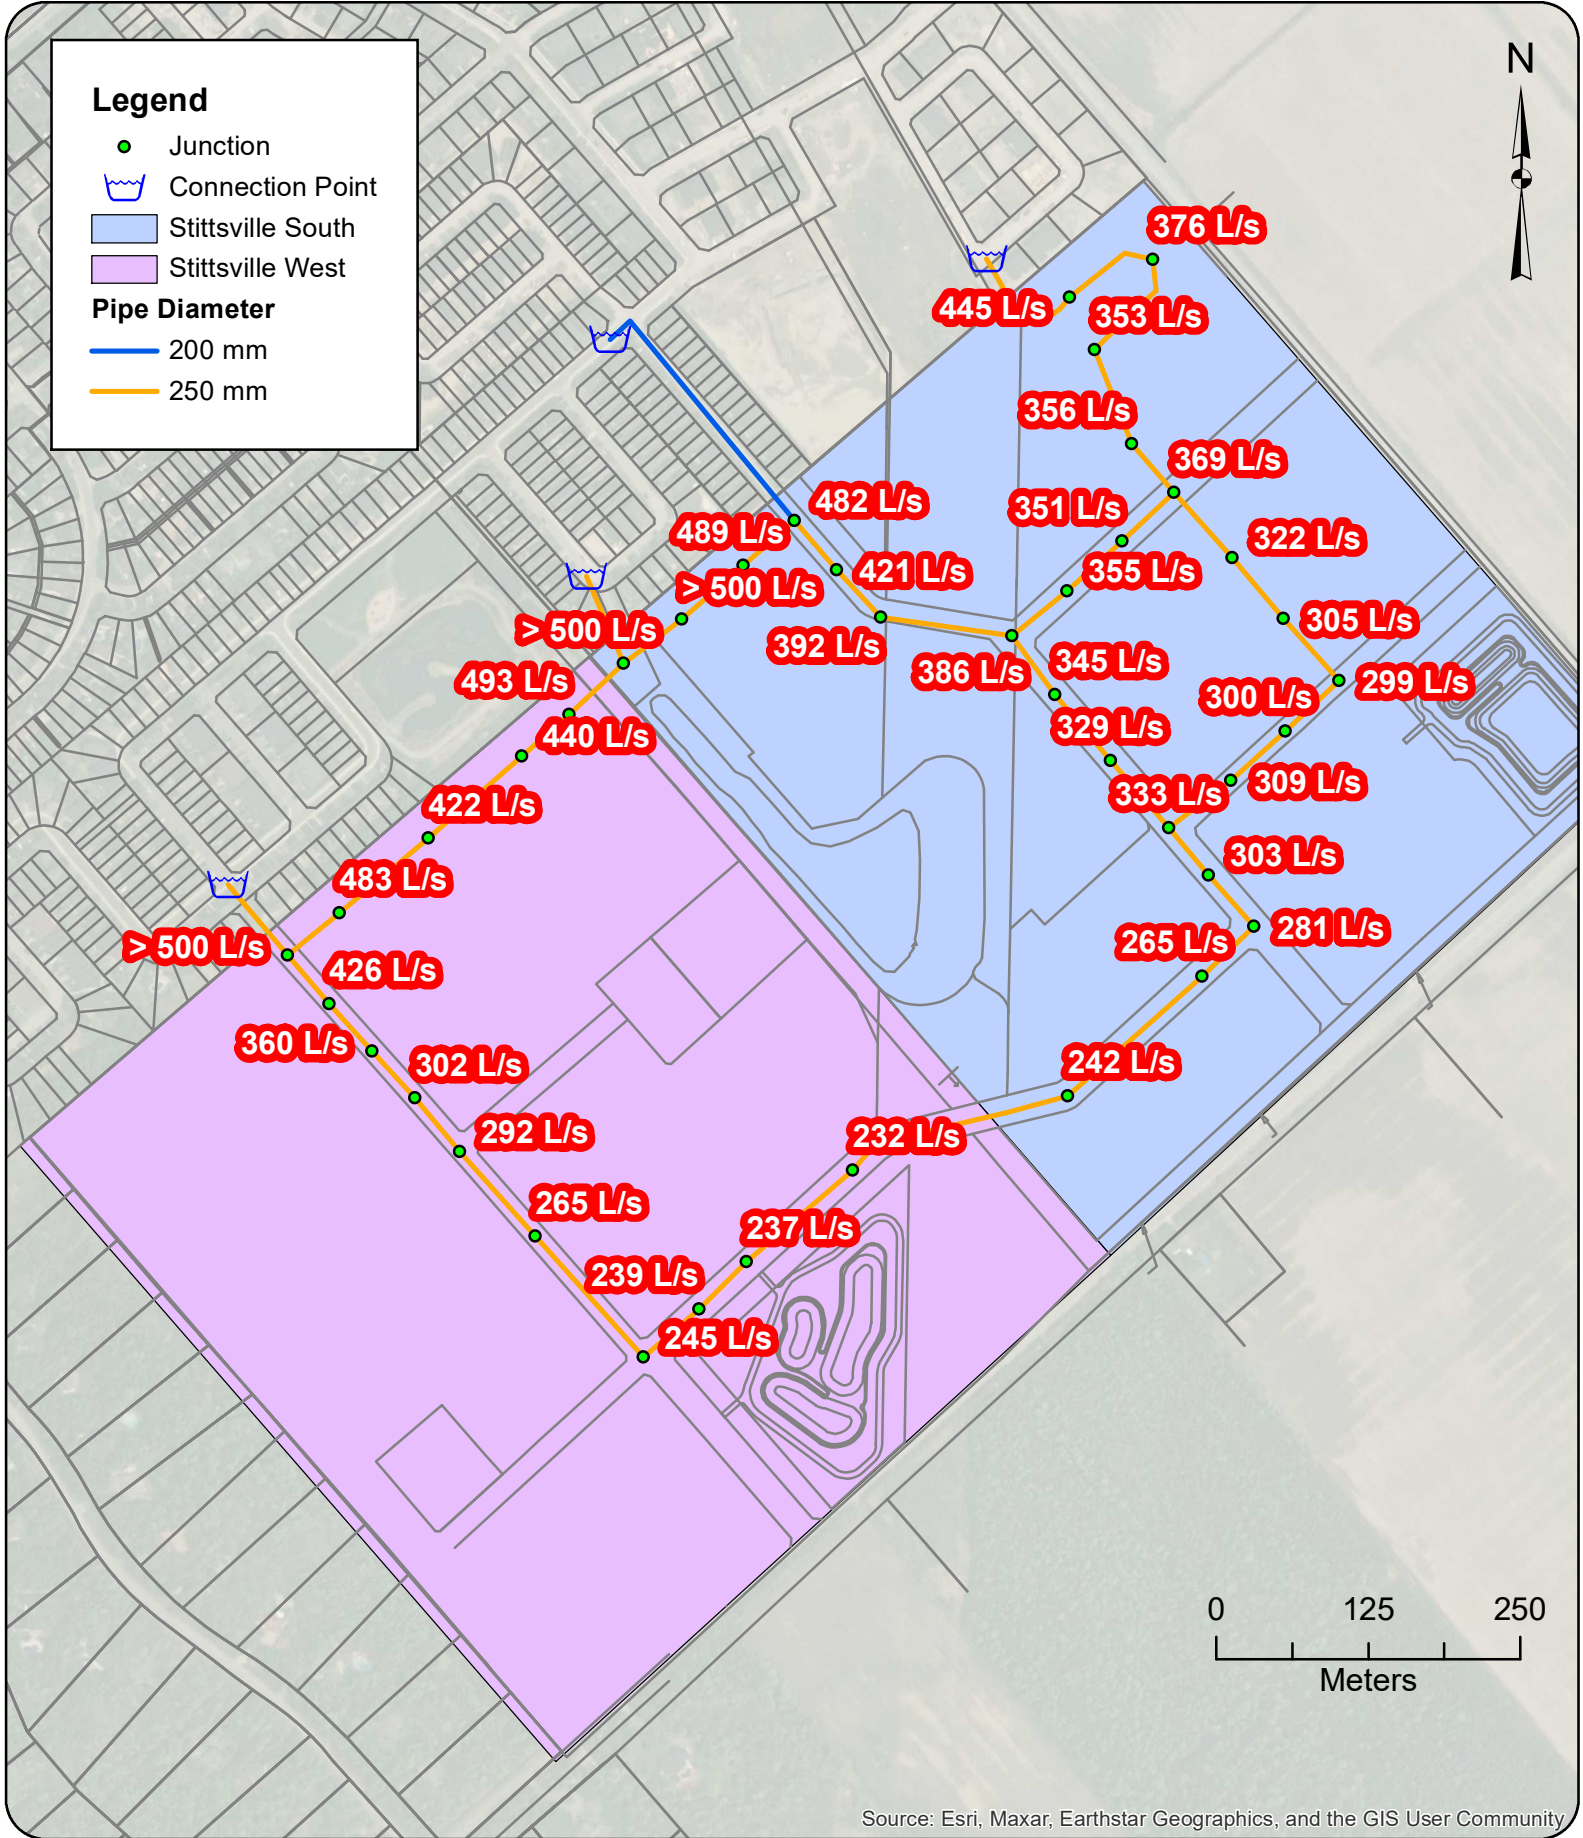 Legend
Junction
Connection Point
Stittsville South
Stittsville West
Pipe Diameter
200 mm
250 mm
N
376 L/s
445 L/s
353 L/s
356 L/s
369 L/s
482 L/s
351 L/s
489 L/s
322 L/s
421 L/s
355 L/s
> 500 L/s
305 L/s
> 500 L/s
392 L/s
345 L/s
386 L/s
493 L/s
299 L/s
300 L/s
329 L/s
440 L/s
309 L/s
333 L/s
422 L/s
303 L/s
483 L/s
281 L/s
265 L/s
> 500 L/s
426 L/s
360 L/s
302 L/s
242 L/s
292 L/s
232 L/s
265 L/s
237 L/s
239 L/s
245 L/s
0 125 250
Meters
Source: Esri, Maxar, Earthstar Geographics, and the GIS User Community